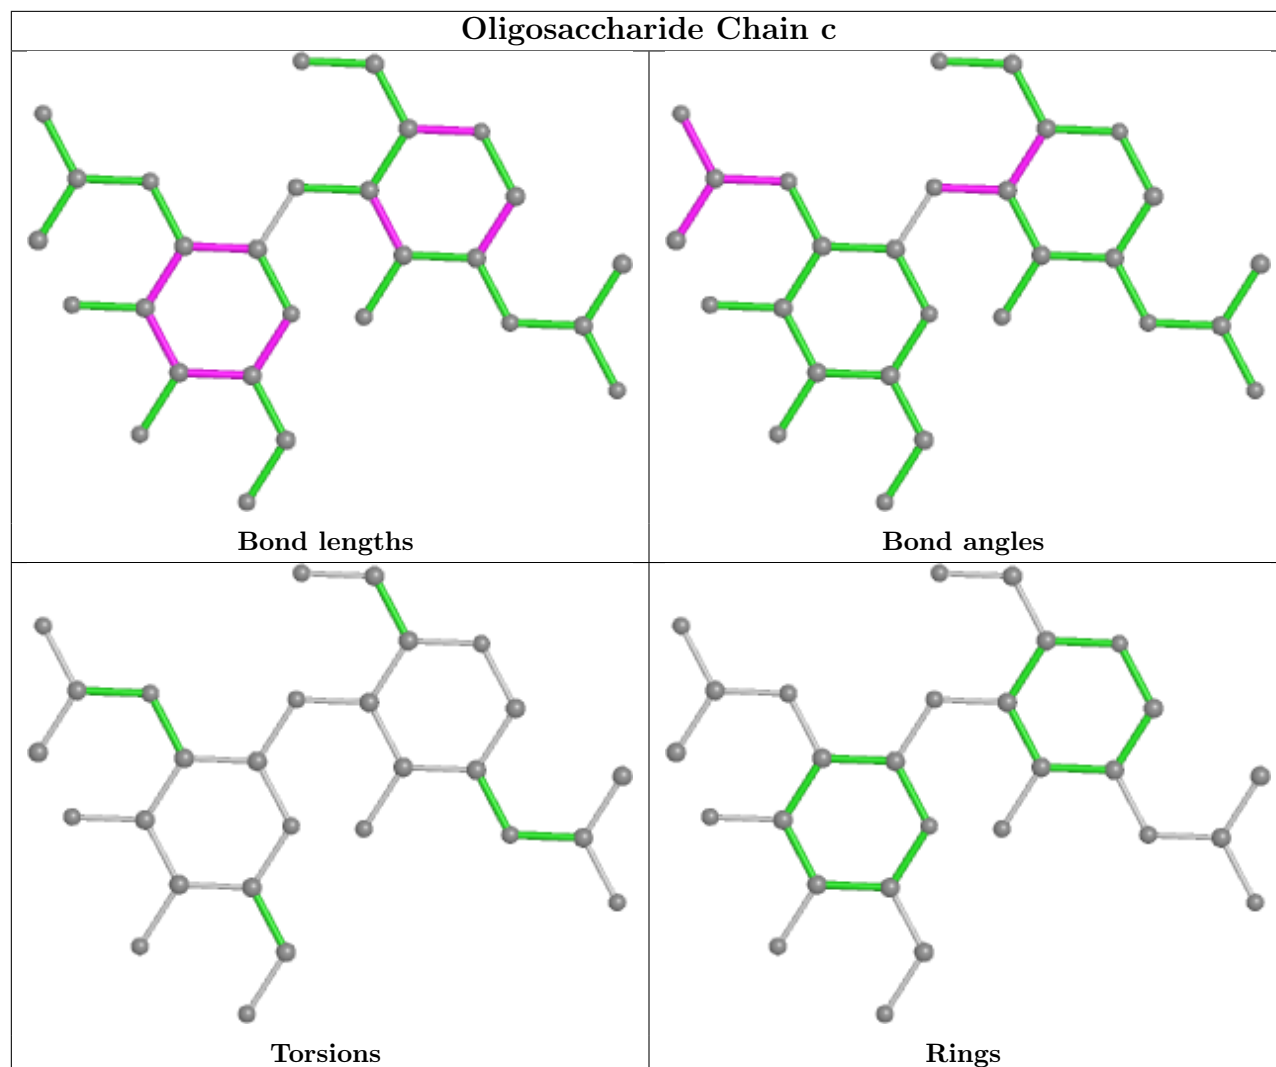 Oligosaccharide Chain c
Bond lengths
Bond angles
Torsions
Rings